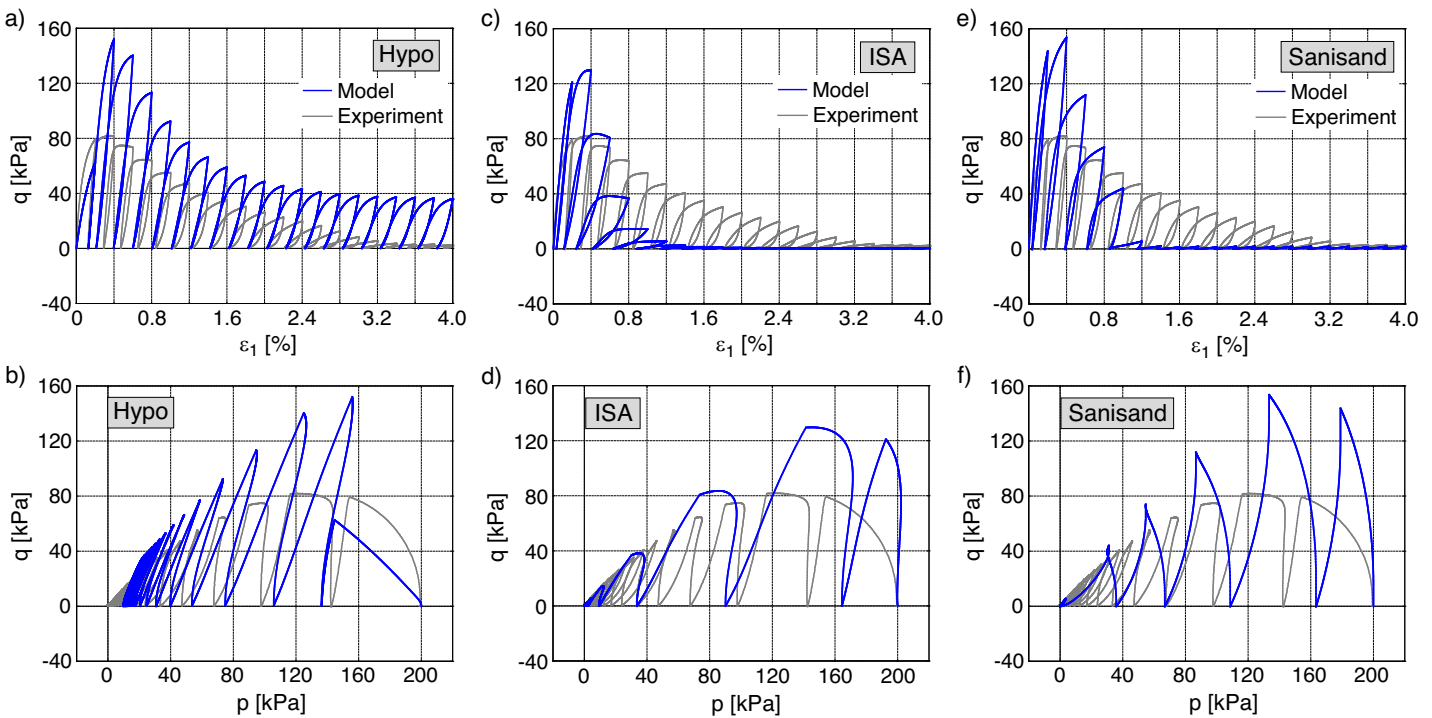 a)
160
120
80
40
0
-40
q [kPa]
Hypo
Model
Experiment
0 0.8 1.6 2.4 3.2 4.0
ε1 [%]
c)
160
120
80
40
0
-40
q [kPa]
ISA
Model
Experiment
0 0.8 1.6 2.4 3.2 4.0
ε1 [%]
e)
160
120
80
40
0
-40
q [kPa]
Sanisand
Model
Experiment
0 0.8 1.6 2.4 3.2 4.0
ε1 [%]
b)
160
120
80
40
0
-40
q [kPa]
Hypo
0 40 80 120 160 200
p [kPa]
d)
160
120
80
40
0
-40
q [kPa]
ISA
0 40 80 120 160 200
p [kPa]
f)
160
120
80
40
0
-40
q [kPa]
Sanisand
0 40 80 120 160 200
p [kPa]